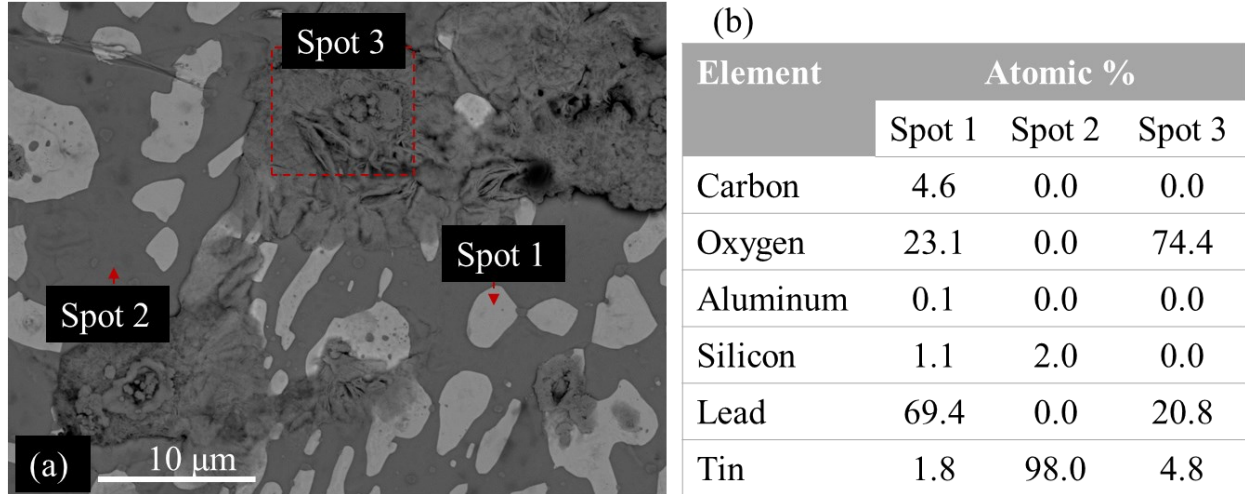 Spot 3
Spot 1
Spot 2
(a)
10 μm
(b)
Element Atomic %
Spot 1 Spot 2 Spot 3
Carbon 4.6 0.0 0.0
Oxygen 23.1 0.0 74.4
Aluminum 0.1 0.0 0.0
Silicon 1.1 2.0 0.0
Lead 69.4 0.0 20.8
Tin 1.8 98.0 4.8